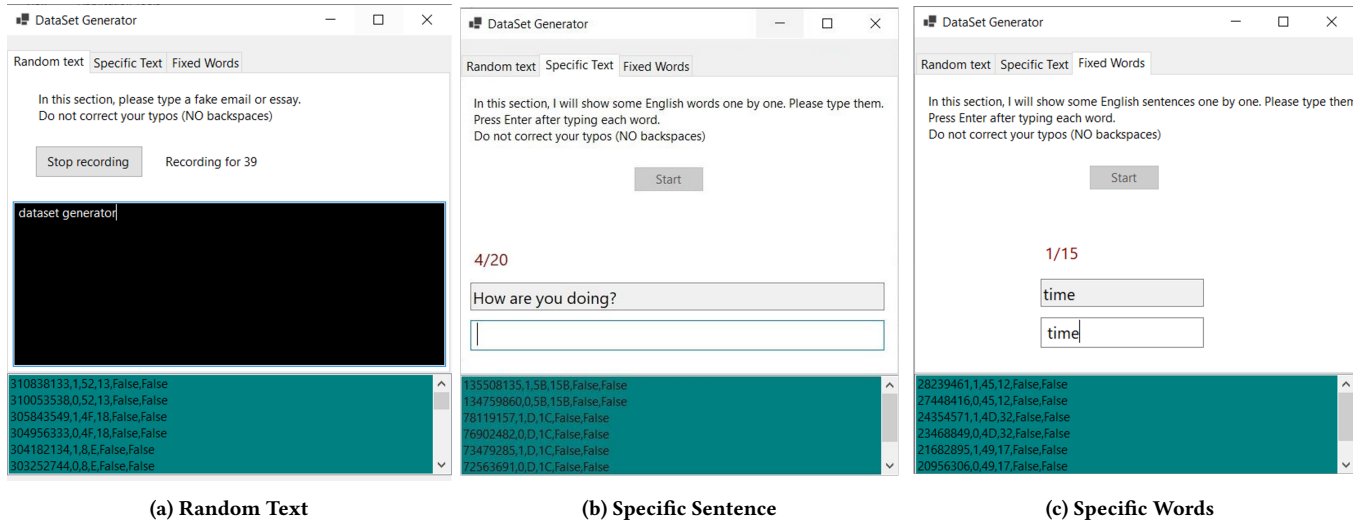 DataSet Generator
Random text Specific Text Fixed Words
In this section, please type a fake email or essay.
Do not correct your typos (NO backspaces)
Stop recording Recording for 39
dataset generator
310838133,1,52,13,False,False
310053538,0,52,13,False,False
305843549,1,4F,18,False,False
304956333,0,4F,18,False,False
304182134,1,8,E,False,False
303252744,0,8,E,False,False
(a) Random Text
DataSet Generator
Random text Specific Text Fixed Words
In this section, I will show some English words one by one. Please type them.
Press Enter after typing each word.
Do not correct your typos (NO backspaces)
Start
4/20
How are you doing?
135508135,1,5B,15B,False,False
134759860,0,5B,15B,False,False
78119157,1,D,1C,False,False
76902482,0,D,1C,False,False
73479285,1,D,1C,False,False
72563691,0,D,1C,False,False
(b) Specific Sentence
DataSet Generator
Random text Specific Text Fixed Words
In this section, I will show some English sentences one by one. Please type them
Press Enter after typing each word.
Do not correct your typos (NO backspaces)
Start
1/15
time
time
28239461,1,45,12,False,False
27448416,0,45,12,False,False
24354571,1,4D,32,False,False
23468849,0,4D,32,False,False
21682895,1,49,17,False,False
20956306,0,49,17,False,False
(c) Specific Words